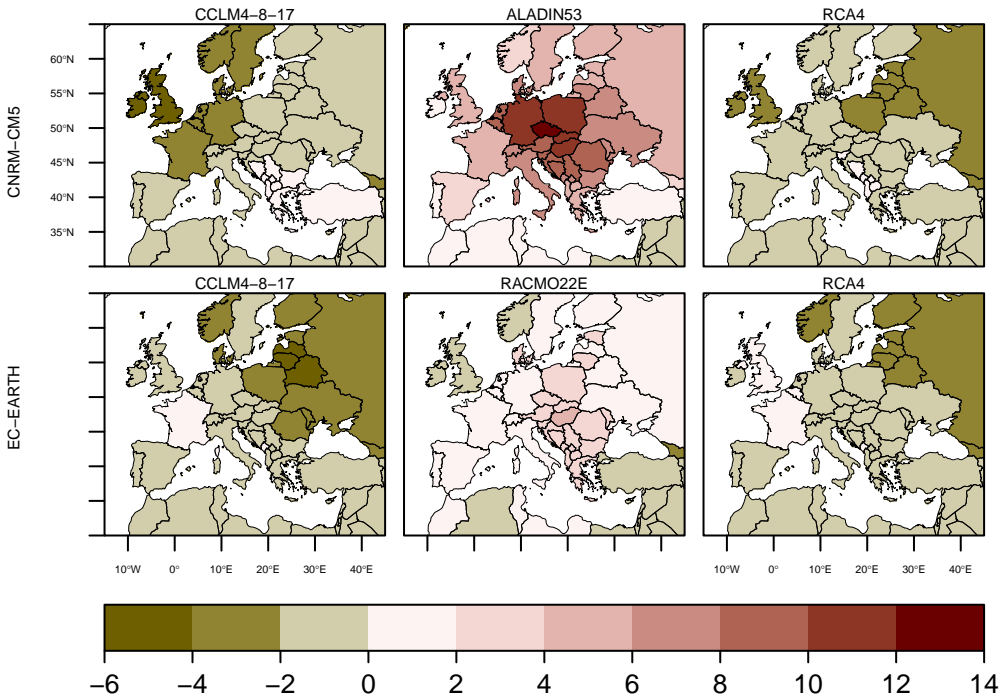 CCLM4−8−17 ALADIN53 RCA4
60°N
55°N
50°N
45°N
40°N
35°N
CNRM−CM5
CCLM4−8−17 RACMO22E RCA4
EC−EARTH
10°W 0° 10°E 20°E 30°E 40°E 10°W 0° 10°E 20°E 30°E 40°E
−6 −4 −2 0 2 4 6 8 10 12 14